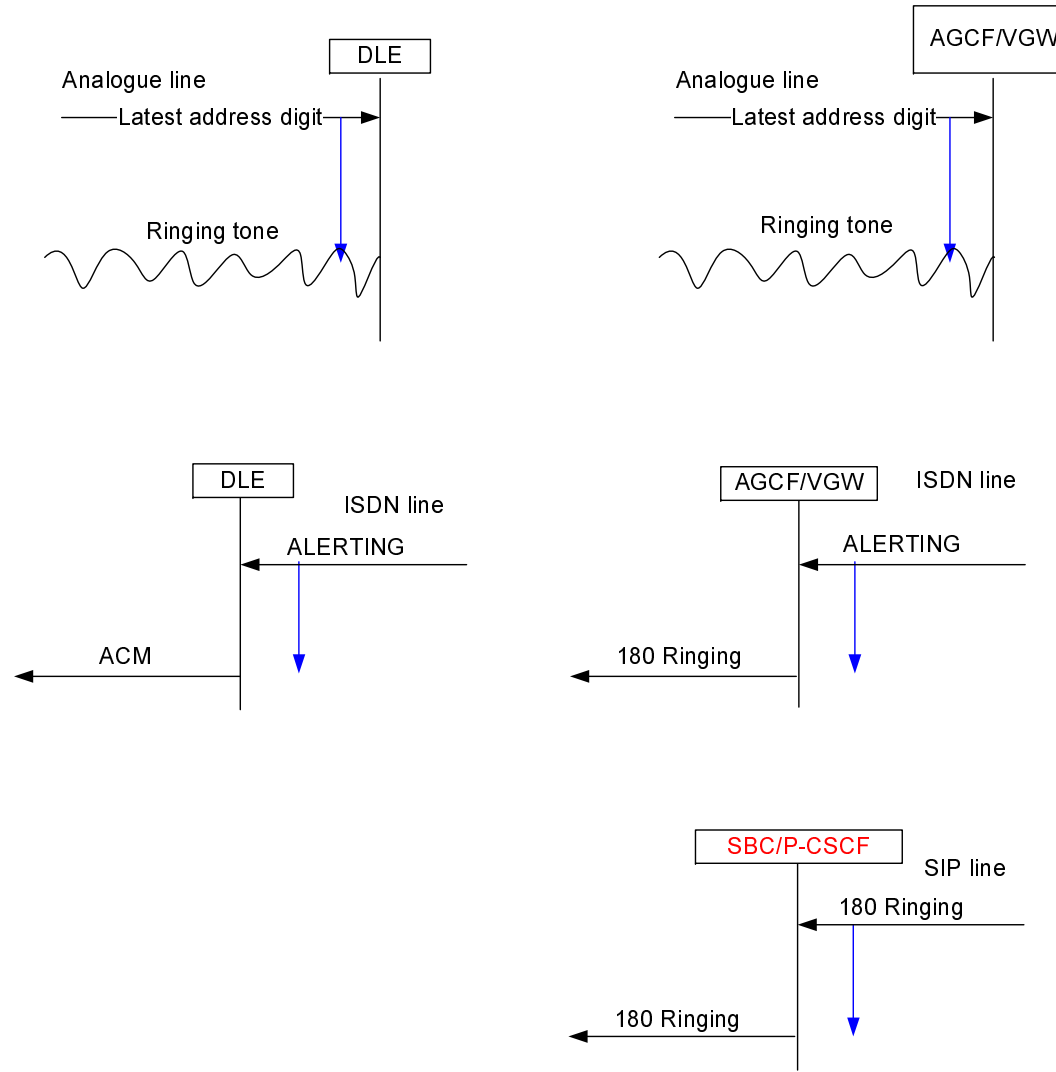 DLE
Analogue line
Latest address digit
Ringing tone
AGCF/VGW
Analogue line
Latest address digit
Ringing tone
DLE
ISDN line
ALERTING
ACM
AGCF/VGW
ISDN line
ALERTING
180 Ringing
SBC/P-CSCF
SIP line
180 Ringing
180 Ringing